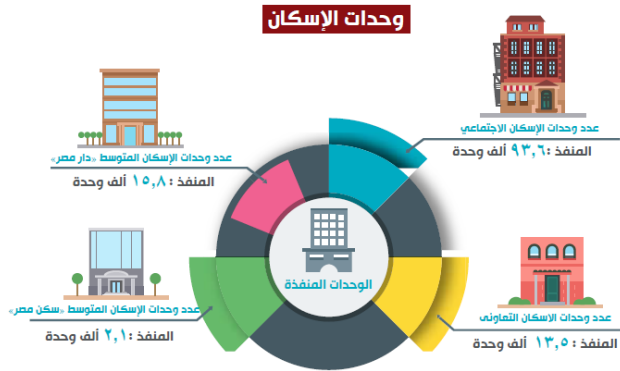 وحدات الإسكان
عدد وحدات الإسكان الاجتماعي
المنفذ : ٩٣,٦ ألف وحدة
عدد وحدات الإسكان المتوسط «دار مصر»
المنفذ : ١٥,٨ ألف وحدة
الوحدات المنفذة
عدد وحدات الاسكان التعاونى
المنفذ : ١٣,٥ ألف وحدة
عدد وحدات الإسكان المتوسط «سكن مصر»
المنفذ : ٢,١ ألف وحدة